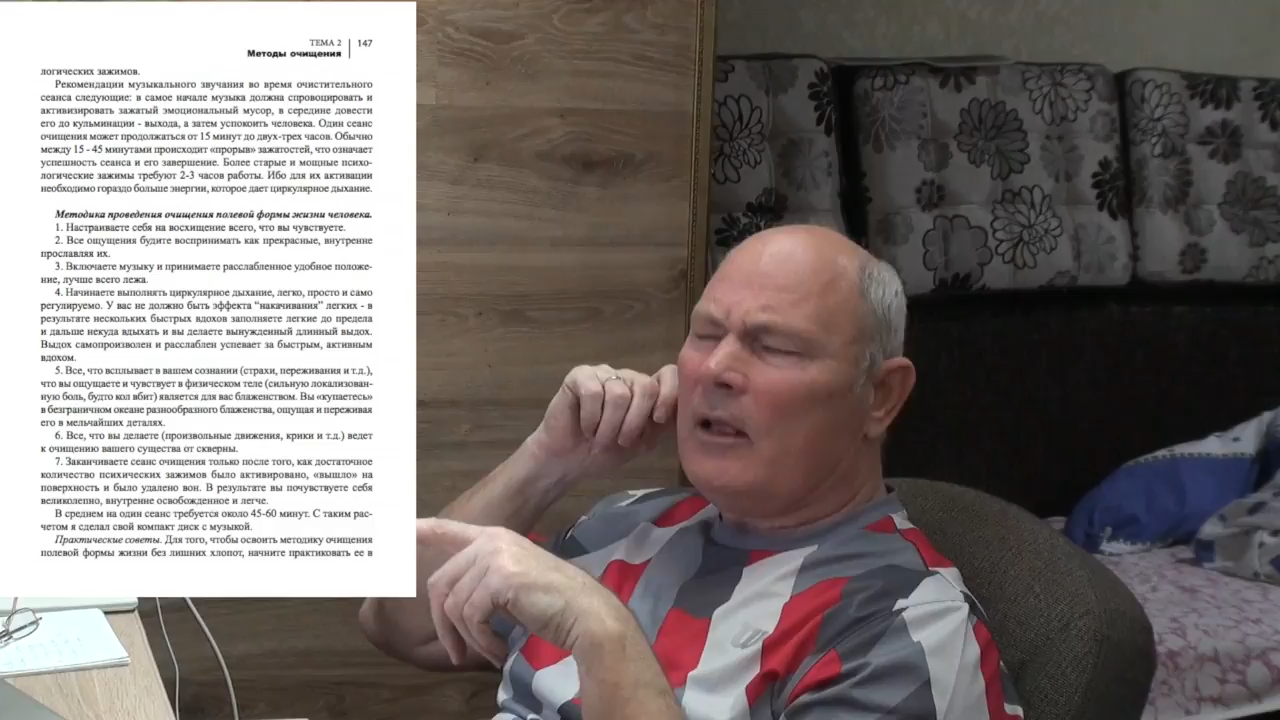 ТЕМА 2
Методы очищения
147
логических зажимов.
Рекомендации музыкального звучания во время очистительного
сеанса следующие: в самое начале музыка должна спровоцировать и
активизировать зажатый эмоциональный мусор, в середине довести
его до кульминации - выхода, а затем успокоить человека. Один сеанс
очищения может продолжаться от 15 минут до двух-трех часов. Обычно
между 15 - 45 минутами происходит «прорыв» зажатостей, что означает
успешность сеанса и его завершение. Более старые и мощные психо-
логические зажимы требуют 2-3 часов работы. Ибо для их активации
необходимо гораздо больше энергии, которое дает циркулярное дыхание.
Методика проведения очищения полевой формы жизни человека.
1. Настраиваете себя на восхищение всего, что вы чувствуете.
2. Все ощущения будите воспринимать как прекрасные, внутренне
прославляя их.
3. Включаете музыку и принимаете расслабленное удобное положе-
ние, лучше всего лежа.
4. Начинаете выполнять циркулярное дыхание, легко, просто и само
регулируемо. У вас не должно быть эффекта “накачивания” легких - в
результате нескольких быстрых вдохов заполняете легкие до предела
и дальше некуда вдыхать и вы делаете вынужденный длинный выдох.
Выдох самопроизволен и расслаблен успевает за быстрым, активным
вдохом.
5. Все, что всплывает в вашем сознании (страхи, переживания и т.д.),
что вы ощущаете и чувствует в физическом теле (сильную локализован-
ную боль, будто кол вбит) является для вас блаженством. Вы «купаетесь»
в безграничном океане разнообразного блаженства, ощущая и переживая
его в мельчайших деталях.
6. Все, что вы делаете (произвольные движения, крики и т.д.) ведет
к очищению вашего существа от скверны.
7. Заканчиваете сеанс очищения только после того, как достаточное
количество психических зажимов было активировано, «вышло» на
поверхность и было удалено вон. В результате вы почувствуете себя
великолепно, внутренне освобожденное и легче.
В среднем на один сеанс требуется около 45-60 минут. С таким рас-
четом я сделал свой компакт диск с музыкой.
Практические советы. Для того, чтобы освоить методику очищения
полевой формы жизни без лишних хлопот, начните практиковать ее в